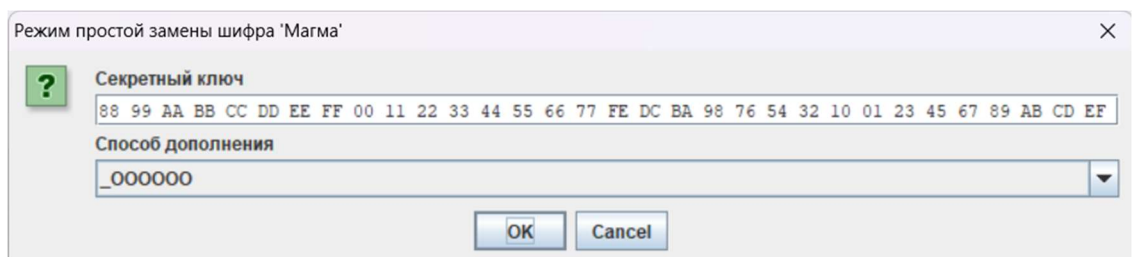 Режим простой замены шифра 'Магма'
Секретный ключ
88 99 AA BB CC DD EE FF 00 11 22 33 44 55 66 77 FE DC BA 98 76 54 32 10 01 23 45 67 89 AB CD EF
Способ дополнения
_OOOOOO
OK Cancel